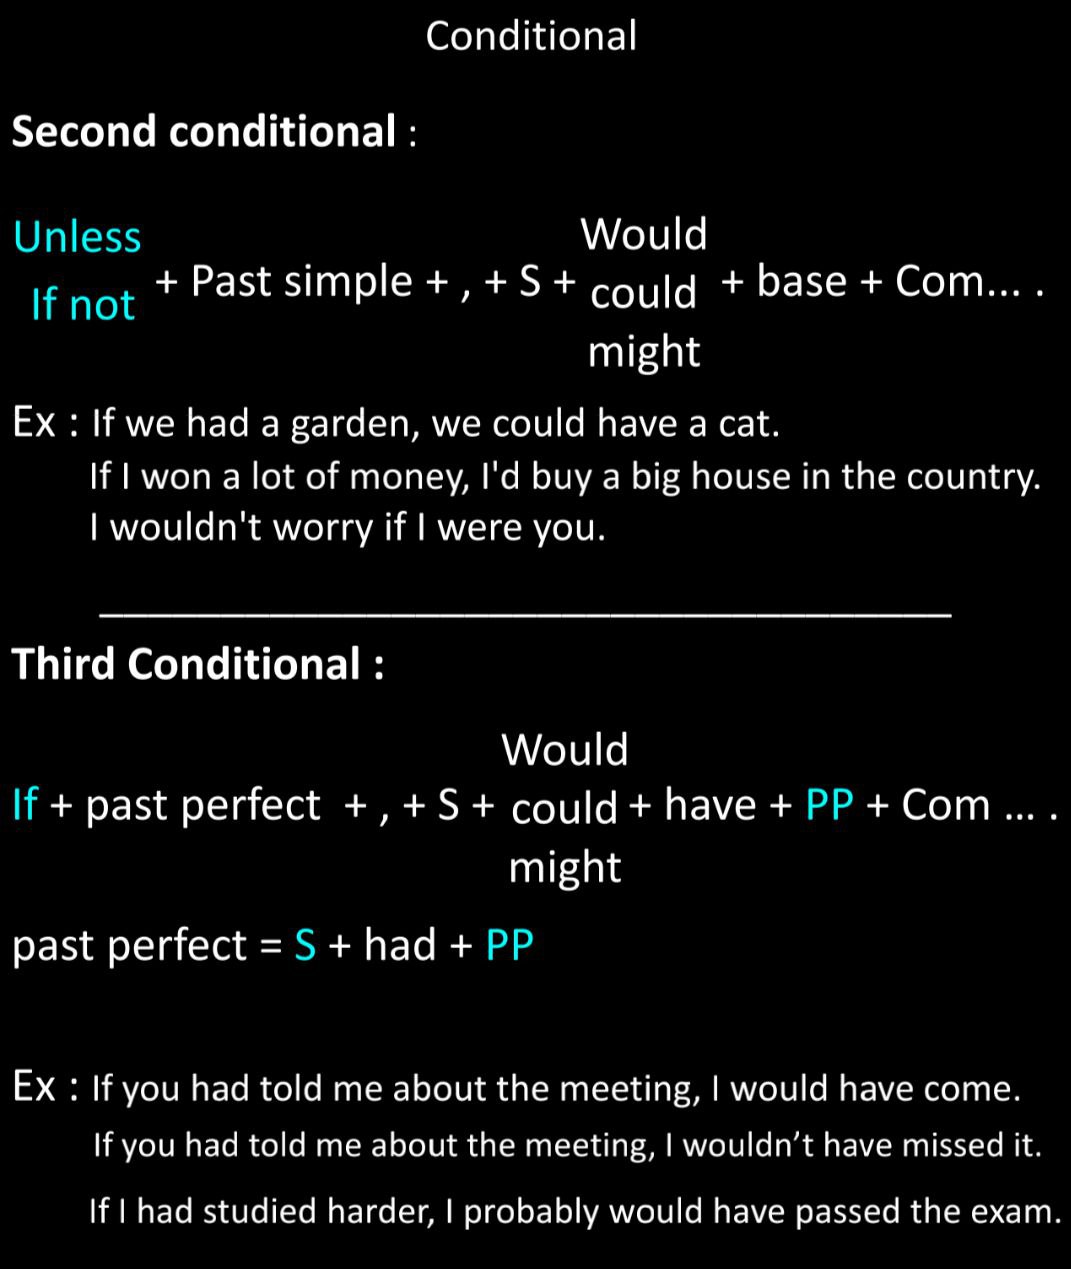 Conditional
Second conditional :
Unless
If not
+ Past simple + , + S +
Would
could
might
+ base + Com... .
Ex : If we had a garden, we could have a cat.
If I won a lot of money, I'd buy a big house in the country.
I wouldn't worry if I were you.
Third Conditional :
If + past perfect + , + S +
Would
could
might
+ have + PP + Com ... .
past perfect = S + had + PP
Ex : If you had told me about the meeting, I would have come.
If you had told me about the meeting, I wouldn’t have missed it.
If I had studied harder, I probably would have passed the exam.